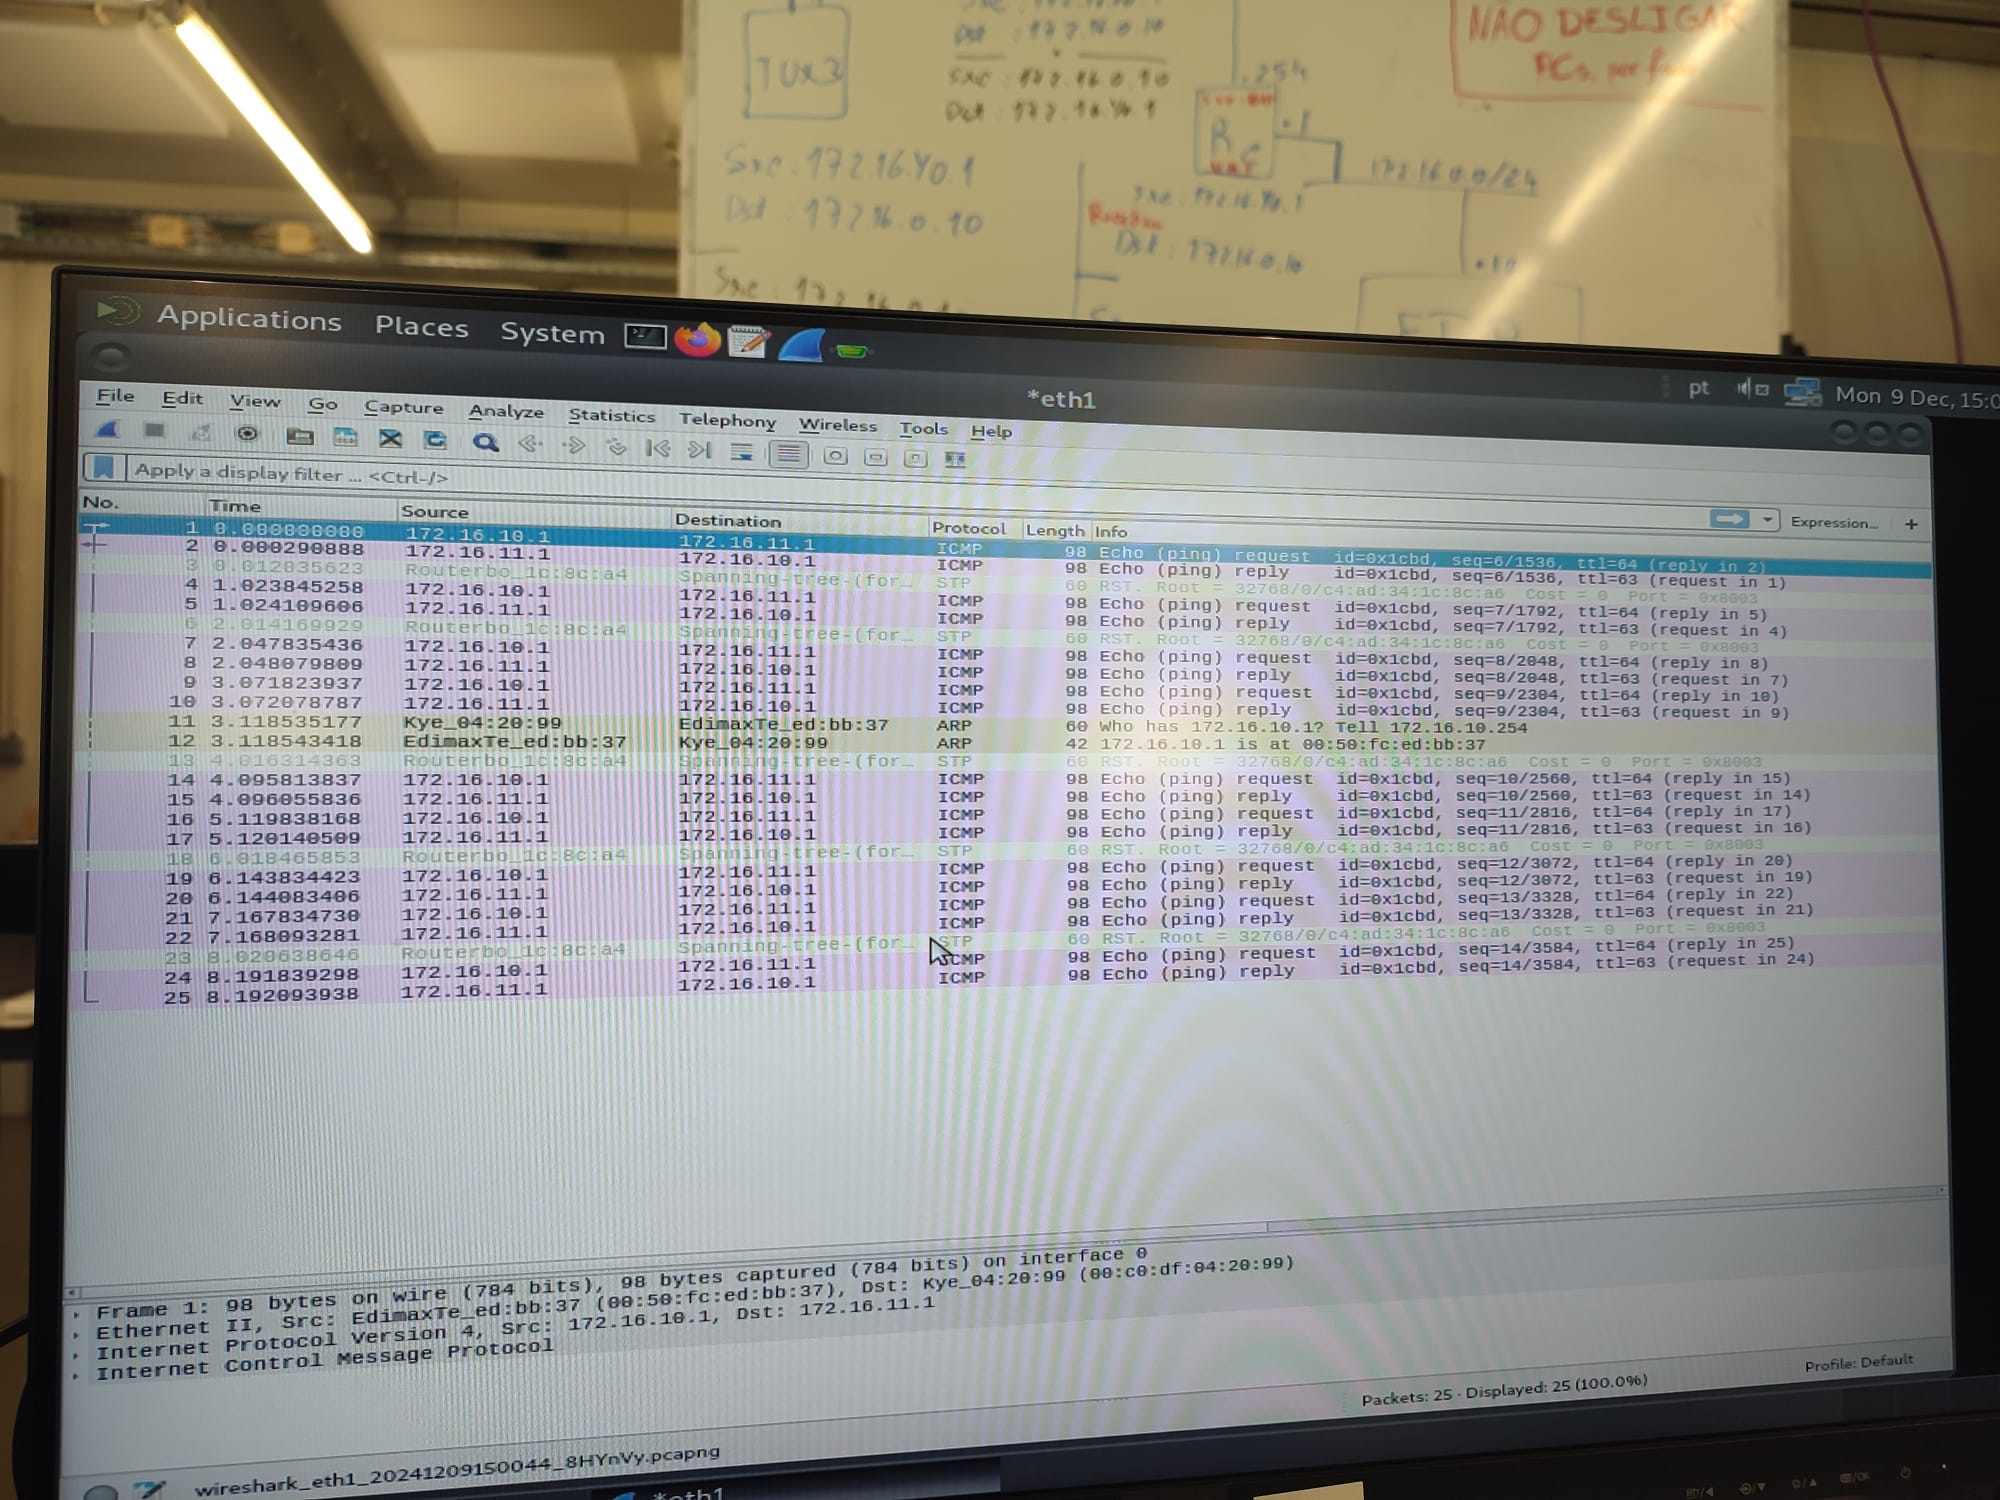 TUX3
Dst : 172.16.0.10
Src : 172.16.0.10
Dst : 172.16.Y0.1
Src : 172.16.Y0.1
Dst : 172.16.0.10
.254
Rc
.1
172.16.0.0/24
Src : 172.16.Y0.1
Dst : 172.16.0.10
NÃO DESLIGAR
PCs, por
Applications Places System
pt Mon 9 Dec, 15:0
*eth1
File Edit View Go Capture Analyze Statistics Telephony Wireless Tools Help
Apply a display filter ... <Ctrl-/>
Expression... +
No. Time Source Destination Protocol Length Info
1 0.000000000 172.16.10.1 172.16.11.1 ICMP 98 Echo (ping) request id=0x1cbd, seq=6/1536, ttl=64 (reply in 2)
2 0.000290888 172.16.11.1 172.16.10.1 ICMP 98 Echo (ping) reply id=0x1cbd, seq=6/1536, ttl=63 (request in 1)
3 0.012035623 Routerbo_1c:8c:a4 Spanning-tree-(for… STP 60 RST. Root = 32768/0/c4:ad:34:1c:8c:a6 Cost = 0 Port = 0x8003
4 1.023845258 172.16.10.1 172.16.11.1 ICMP 98 Echo (ping) request id=0x1cbd, seq=7/1792, ttl=64 (reply in 5)
5 1.024109606 172.16.11.1 172.16.10.1 ICMP 98 Echo (ping) reply id=0x1cbd, seq=7/1792, ttl=63 (request in 4)
6 2.014169929 Routerbo_1c:8c:a4 Spanning-tree-(for… STP 60 RST. Root = 32768/0/c4:ad:34:1c:8c:a6 Cost = 0 Port = 0x8003
7 2.047835436 172.16.10.1 172.16.11.1 ICMP 98 Echo (ping) request id=0x1cbd, seq=8/2048, ttl=64 (reply in 8)
8 2.048079809 172.16.11.1 172.16.10.1 ICMP 98 Echo (ping) reply id=0x1cbd, seq=8/2048, ttl=63 (request in 7)
9 3.071823937 172.16.10.1 172.16.11.1 ICMP 98 Echo (ping) request id=0x1cbd, seq=9/2304, ttl=64 (reply in 10)
10 3.072078787 172.16.11.1 172.16.10.1 ICMP 98 Echo (ping) reply id=0x1cbd, seq=9/2304, ttl=63 (request in 9)
11 3.118535177 Kye_04:20:99 EdimaxTe_ed:bb:37 ARP 60 Who has 172.16.10.1? Tell 172.16.10.254
12 3.118543418 EdimaxTe_ed:bb:37 Kye_04:20:99 ARP 42 172.16.10.1 is at 00:50:fc:ed:bb:37
13 4.016314363 Routerbo_1c:8c:a4 Spanning-tree-(for… STP 60 RST. Root = 32768/0/c4:ad:34:1c:8c:a6 Cost = 0 Port = 0x8003
14 4.095813837 172.16.10.1 172.16.11.1 ICMP 98 Echo (ping) request id=0x1cbd, seq=10/2560, ttl=64 (reply in 15)
15 4.096055836 172.16.11.1 172.16.10.1 ICMP 98 Echo (ping) reply id=0x1cbd, seq=10/2560, ttl=63 (request in 14)
16 5.119838168 172.16.10.1 172.16.11.1 ICMP 98 Echo (ping) request id=0x1cbd, seq=11/2816, ttl=64 (reply in 17)
17 5.120140509 172.16.11.1 172.16.10.1 ICMP 98 Echo (ping) reply id=0x1cbd, seq=11/2816, ttl=63 (request in 16)
18 6.018465853 Routerbo_1c:8c:a4 Spanning-tree-(for… STP 60 RST. Root = 32768/0/c4:ad:34:1c:8c:a6 Cost = 0 Port = 0x8003
19 6.143834423 172.16.10.1 172.16.11.1 ICMP 98 Echo (ping) request id=0x1cbd, seq=12/3072, ttl=64 (reply in 20)
20 6.144083406 172.16.11.1 172.16.10.1 ICMP 98 Echo (ping) reply id=0x1cbd, seq=12/3072, ttl=63 (request in 19)
21 7.167834730 172.16.10.1 172.16.11.1 ICMP 98 Echo (ping) request id=0x1cbd, seq=13/3328, ttl=64 (reply in 22)
22 7.168093281 172.16.11.1 172.16.10.1 ICMP 98 Echo (ping) reply id=0x1cbd, seq=13/3328, ttl=63 (request in 21)
23 8.020638646 Routerbo_1c:8c:a4 Spanning-tree-(for… STP 60 RST. Root = 32768/0/c4:ad:34:1c:8c:a6 Cost = 0 Port = 0x8003
24 8.191839298 172.16.10.1 172.16.11.1 ICMP 98 Echo (ping) request id=0x1cbd, seq=14/3584, ttl=64 (reply in 25)
25 8.192093938 172.16.11.1 172.16.10.1 ICMP 98 Echo (ping) reply id=0x1cbd, seq=14/3584, ttl=63 (request in 24)
Frame 1: 98 bytes on wire (784 bits), 98 bytes captured (784 bits) on interface 0
Ethernet II, Src: EdimaxTe_ed:bb:37 (00:50:fc:ed:bb:37), Dst: Kye_04:20:99 (00:c0:df:04:20:99)
Internet Protocol Version 4, Src: 172.16.10.1, Dst: 172.16.11.1
Internet Control Message Protocol
wireshark_eth1_20241209150044_8HYnVy.pcapng
Packets: 25 · Displayed: 25 (100.0%)
Profile: Default
*eth1